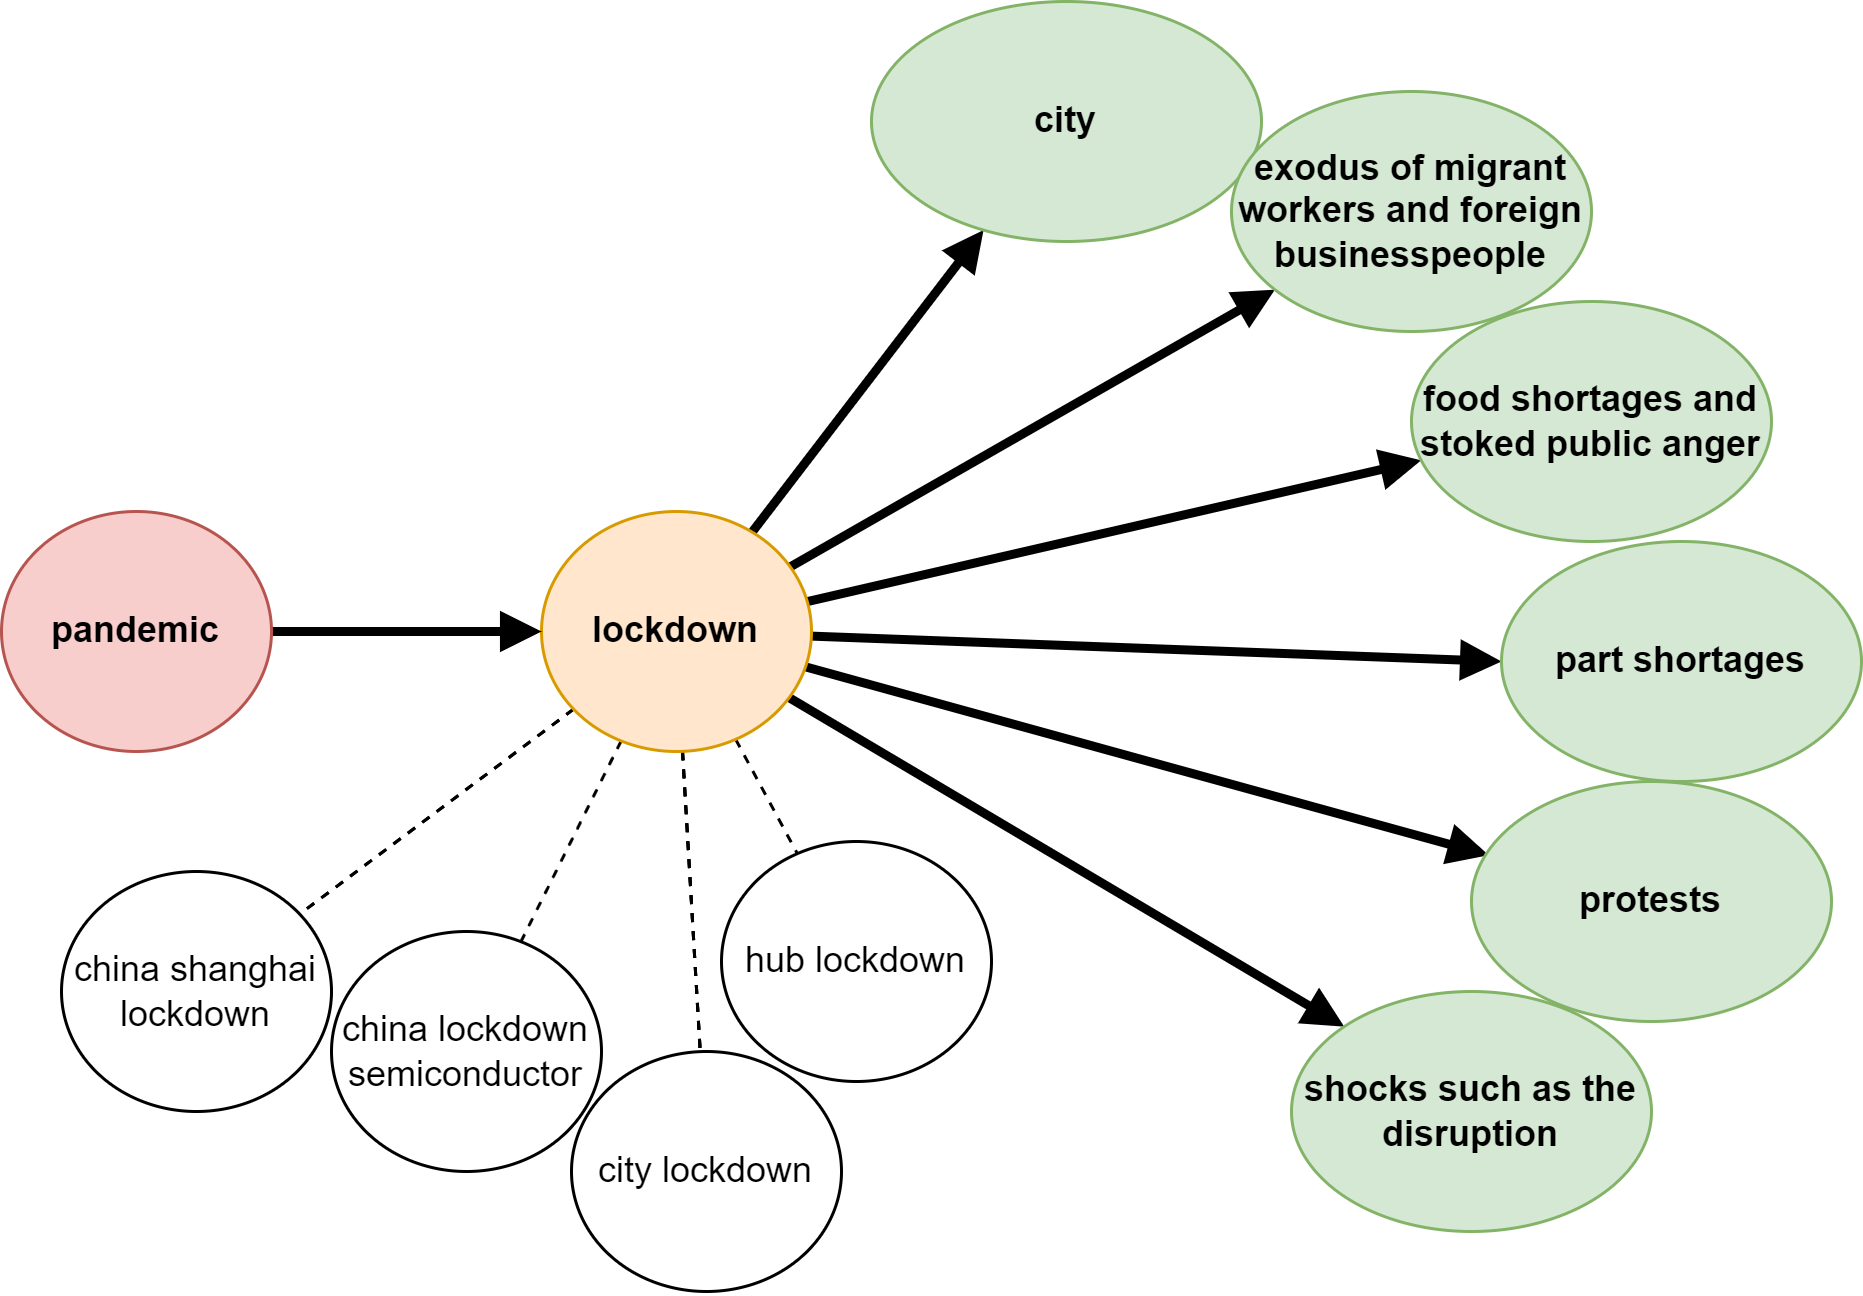 city
exodus of migrant
workers and foreign
businesspeople
food shortages and
stoked public anger
pandemic
lockdown
part shortages
protests
china shanghai
lockdown
china lockdown
semiconductor
city lockdown
hub lockdown
shocks such as the
disruption